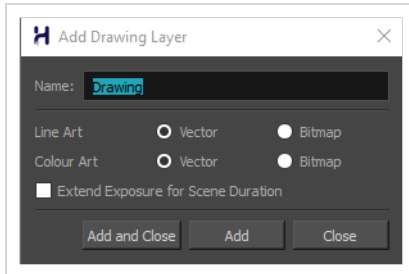 Add Drawing Layer
Name: Drawing
Line Art Vector Bitmap
Colour Art Vector Bitmap
Extend Exposure for Scene Duration
Add and Close Add Close